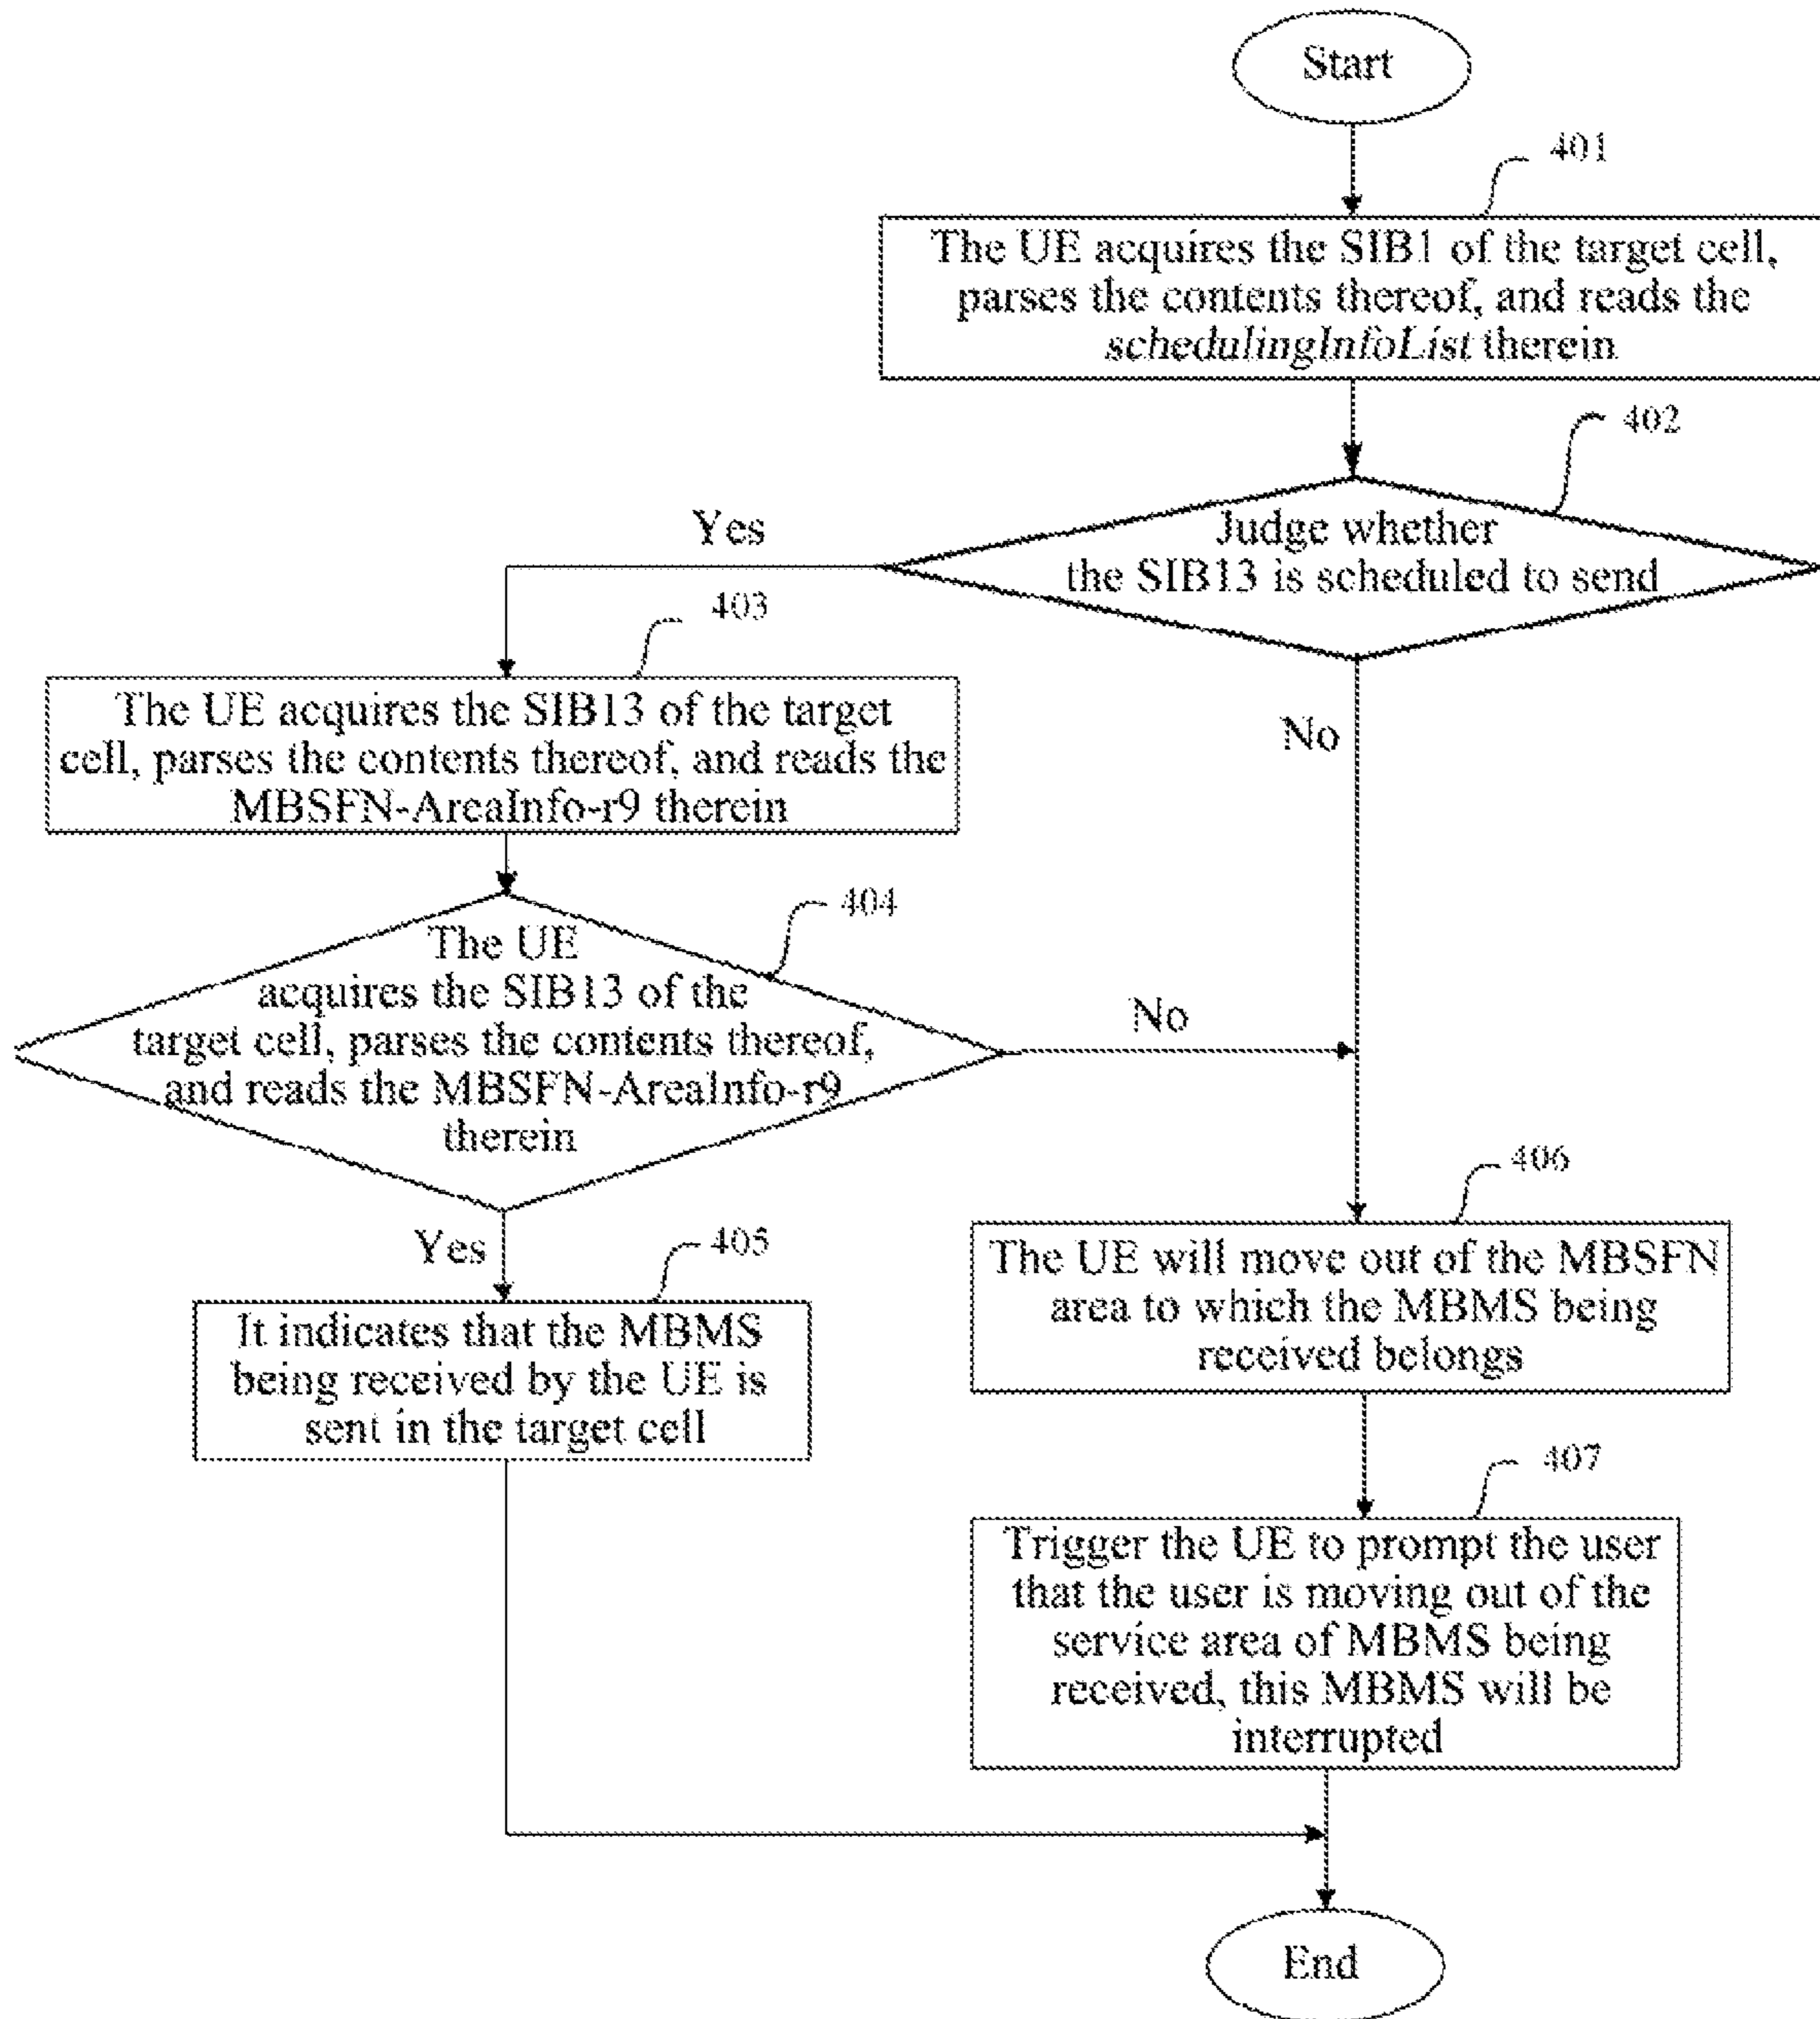 Start
401
The UE acquires the SIB1 of the target cell,
parses the contents thereof, and reads the
schedulingInfoList therein
402
Judge whether
the SIB13 is scheduled to send
Yes
403
The UE acquires the SIB13 of the target
cell, parses the contents thereof, and reads the
MBSFN-AreaInfo-r9 therein
No
404
The UE
acquires the SIB13 of the
target cell, parses the contents thereof,
and reads the MBSFN-AreaInfo-r9
therein
No
Yes
405
It indicates that the MBMS
being received by the UE is
sent in the target cell
406
The UE will move out of the MBSFN
area to which the MBMS being
received belongs
407
Trigger the UE to prompt the user
that the user is moving out of the
service area of MBMS being
received, this MBMS will be
interrupted
End